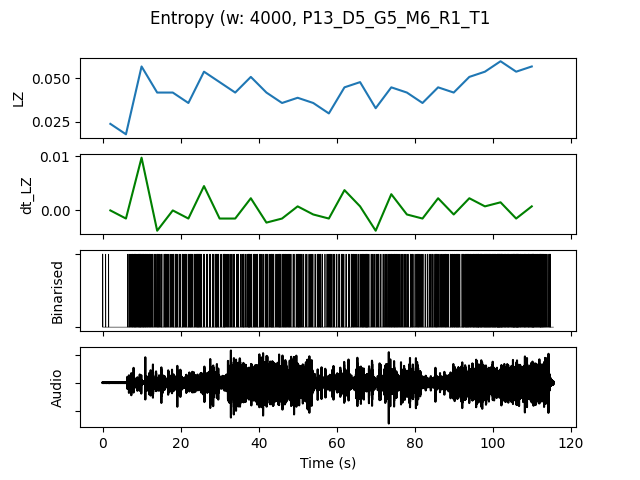 Entropy (w: 4000, P13_D5_G5_M6_R1_T1
LZ
0.050
0.025
dt_LZ
0.01
0.00
Binarised
Audio
0 20 40 60 80 100 120
Time (s)